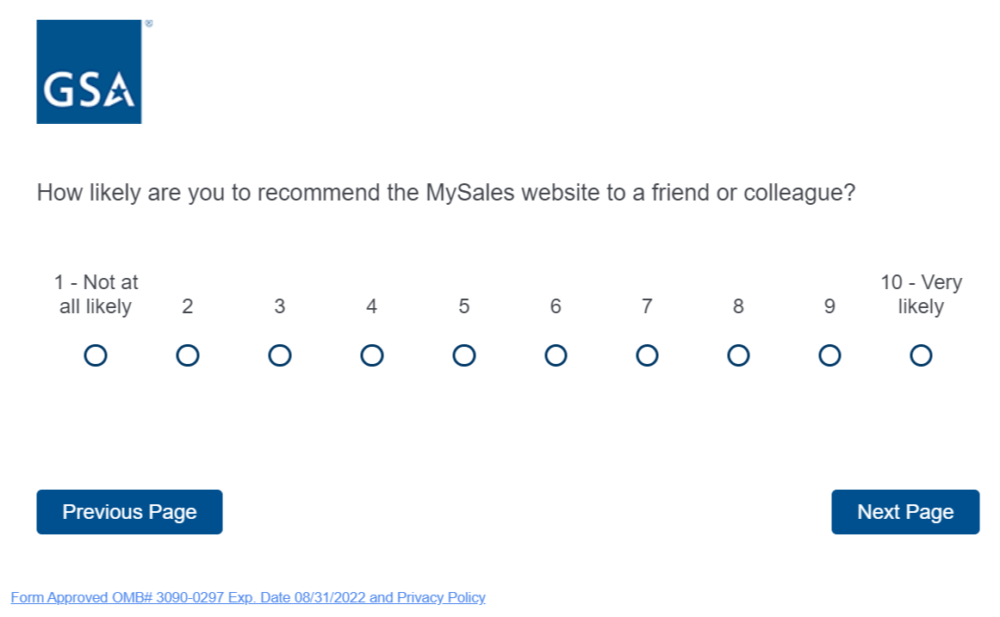 ®
GSA
How likely are you to recommend the MySales website to a friend or colleague?
1 - Not at all likely
2
3
4
5
6
7
8
9
10 - Very likely
Previous Page
Next Page
Form Approved OMB# 3090-0297 Exp. Date 08/31/2022 and Privacy Policy